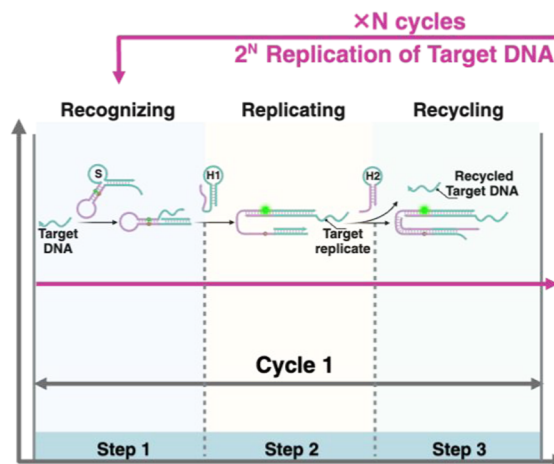 ×N cycles
2ᴺ Replication of Target DNA
Recognizing Replicating Recycling
S
H1
H2
Recycled
Target DNA
Target
DNA
Target
replicate
Cycle 1
Step 1 Step 2 Step 3